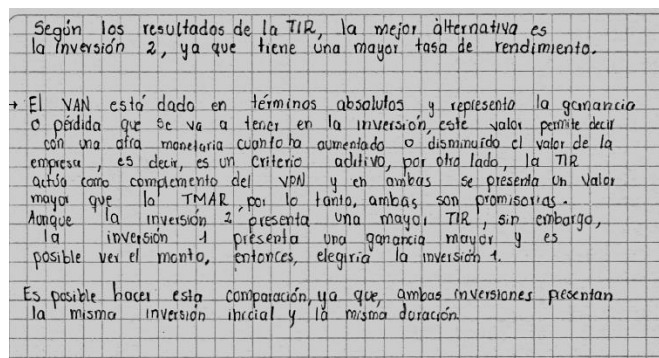 Según los resultados de la TIR, la mejor alternativa es
la inversión 2, ya que tiene una mayor tasa de rendimiento.
→ El VAN está dado en términos absolutos y representa la ganancia
o pérdida que se va a tener en la inversión, este valor permite decir
con una cifra monetaria cuanto ha aumentado o disminuído el valor de la
empresa, es decir, es un criterio aditivo, por otro lado, la TIR
actúa como complemento del VPN y en ambas se presenta un valor
mayor que la TMAR, por lo tanto, ambas son promisorias.
Aunque la inversión 2 presenta una mayor TIR, sin embargo,
la inversión 1 presenta una ganancia mayor y es
posible ver el monto, entonces, elegiría la inversión 1.
Es posible hacer esta comparación, ya que, ambas inversiones presentan
la misma inversión inicial y la misma duración.